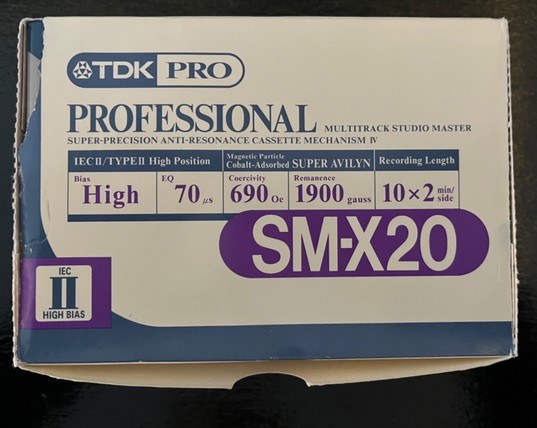 TDK PRO
PROFESSIONAL MULTITRACK STUDIO MASTER
SUPER-PRECISION ANTI-RESONANCE CASSETTE MECHANISM IV
IEC II/TYPE II High Position
Magnetic Particle
Cobalt-Adsorbed SUPER AVILYN
Recording Length
Bias
High
EQ
70 μs
Coercivity
690 Oe
Remanence
1900 gauss
10×2 min/side
SM-X20
IEC
II
HIGH BIAS